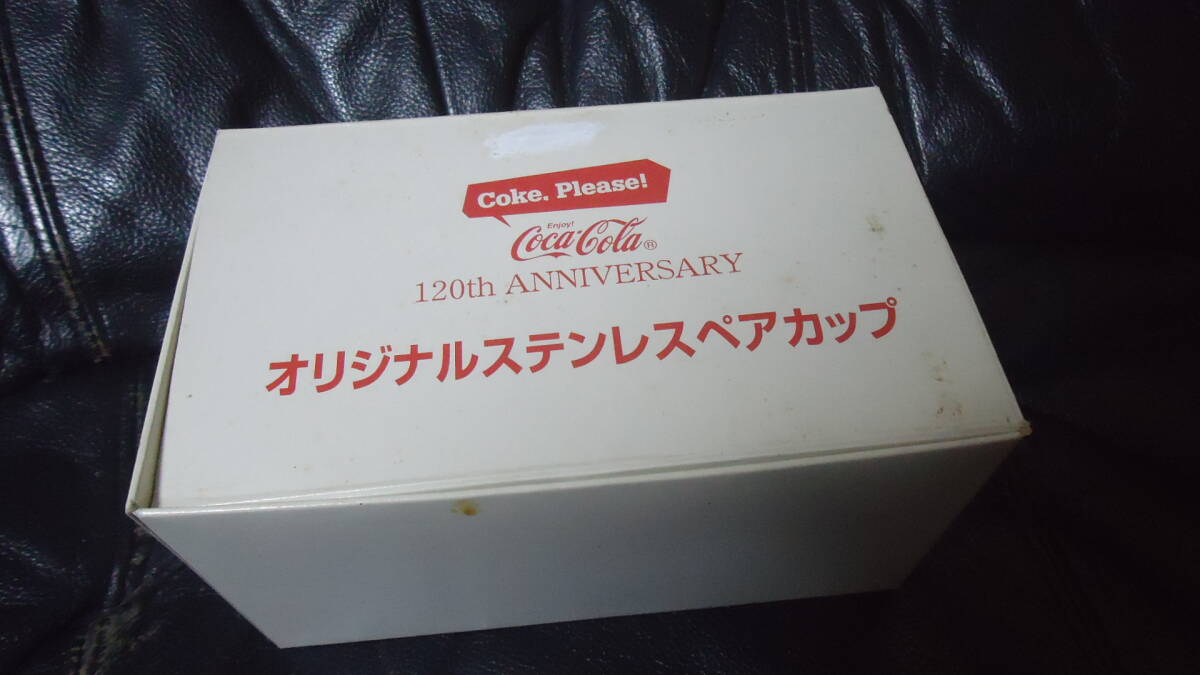 Coke. Please!
Enjoy!
Coca-Cola®
120th ANNIVERSARY
オリジナルステンレスペアカップ